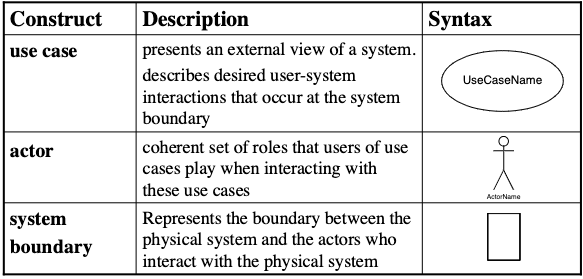 Construct Description Syntax
use case presents an external view of a system.
describes desired user-system
interactions that occur at the system
boundary
UseCaseName
actor coherent set of roles that users of use
cases play when interacting with
these use cases
ActorName
system Represents the boundary between the
boundary physical system and the actors who
interact with the physical system